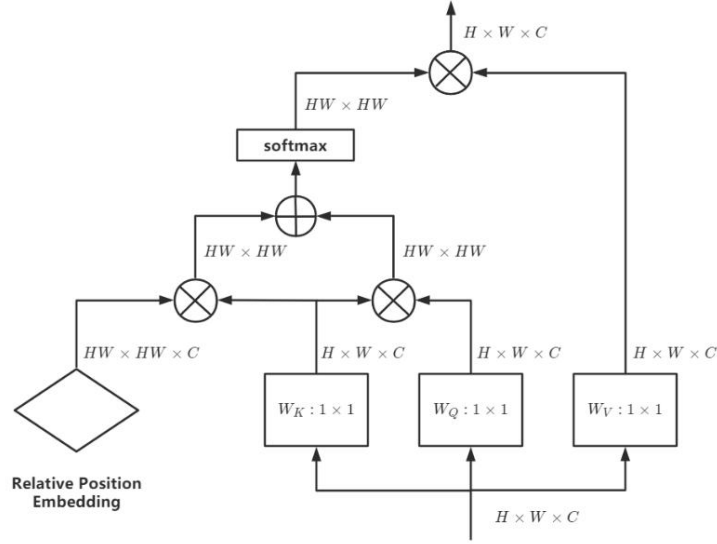 H × W × C
HW × HW
softmax
HW × HW
HW × HW
HW × HW × C
H × W × C
H × W × C
H × W × C
W_K : 1 × 1
W_Q : 1 × 1
W_V : 1 × 1
Relative Position
Embedding
H × W × C